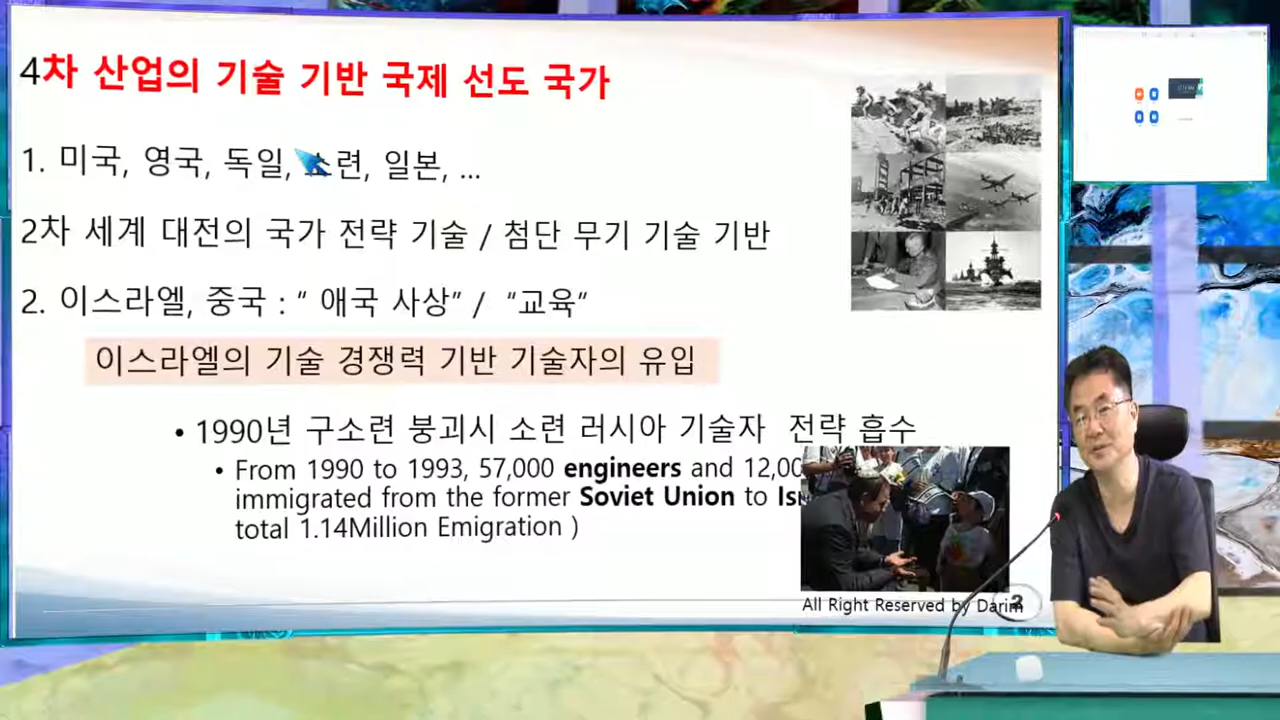 4차 산업의 기술 기반 국제 선도 국가
1. 미국, 영국, 독일, 련, 일본, ...
2차 세계 대전의 국가 전략 기술 / 첨단 무기 기술 기반
2. 이스라엘, 중국 : “ 애국 사상” / “교육”
이스라엘의 기술 경쟁력 기반 기술자의 유입
• 1990년 구소련 붕괴시 소련 러시아 기술자 전략 흡수
• From 1990 to 1993, 57,000 engineers and 12,00
immigrated from the former Soviet Union to
total 1.14Million Emigration )
All Right Reserved by Darim